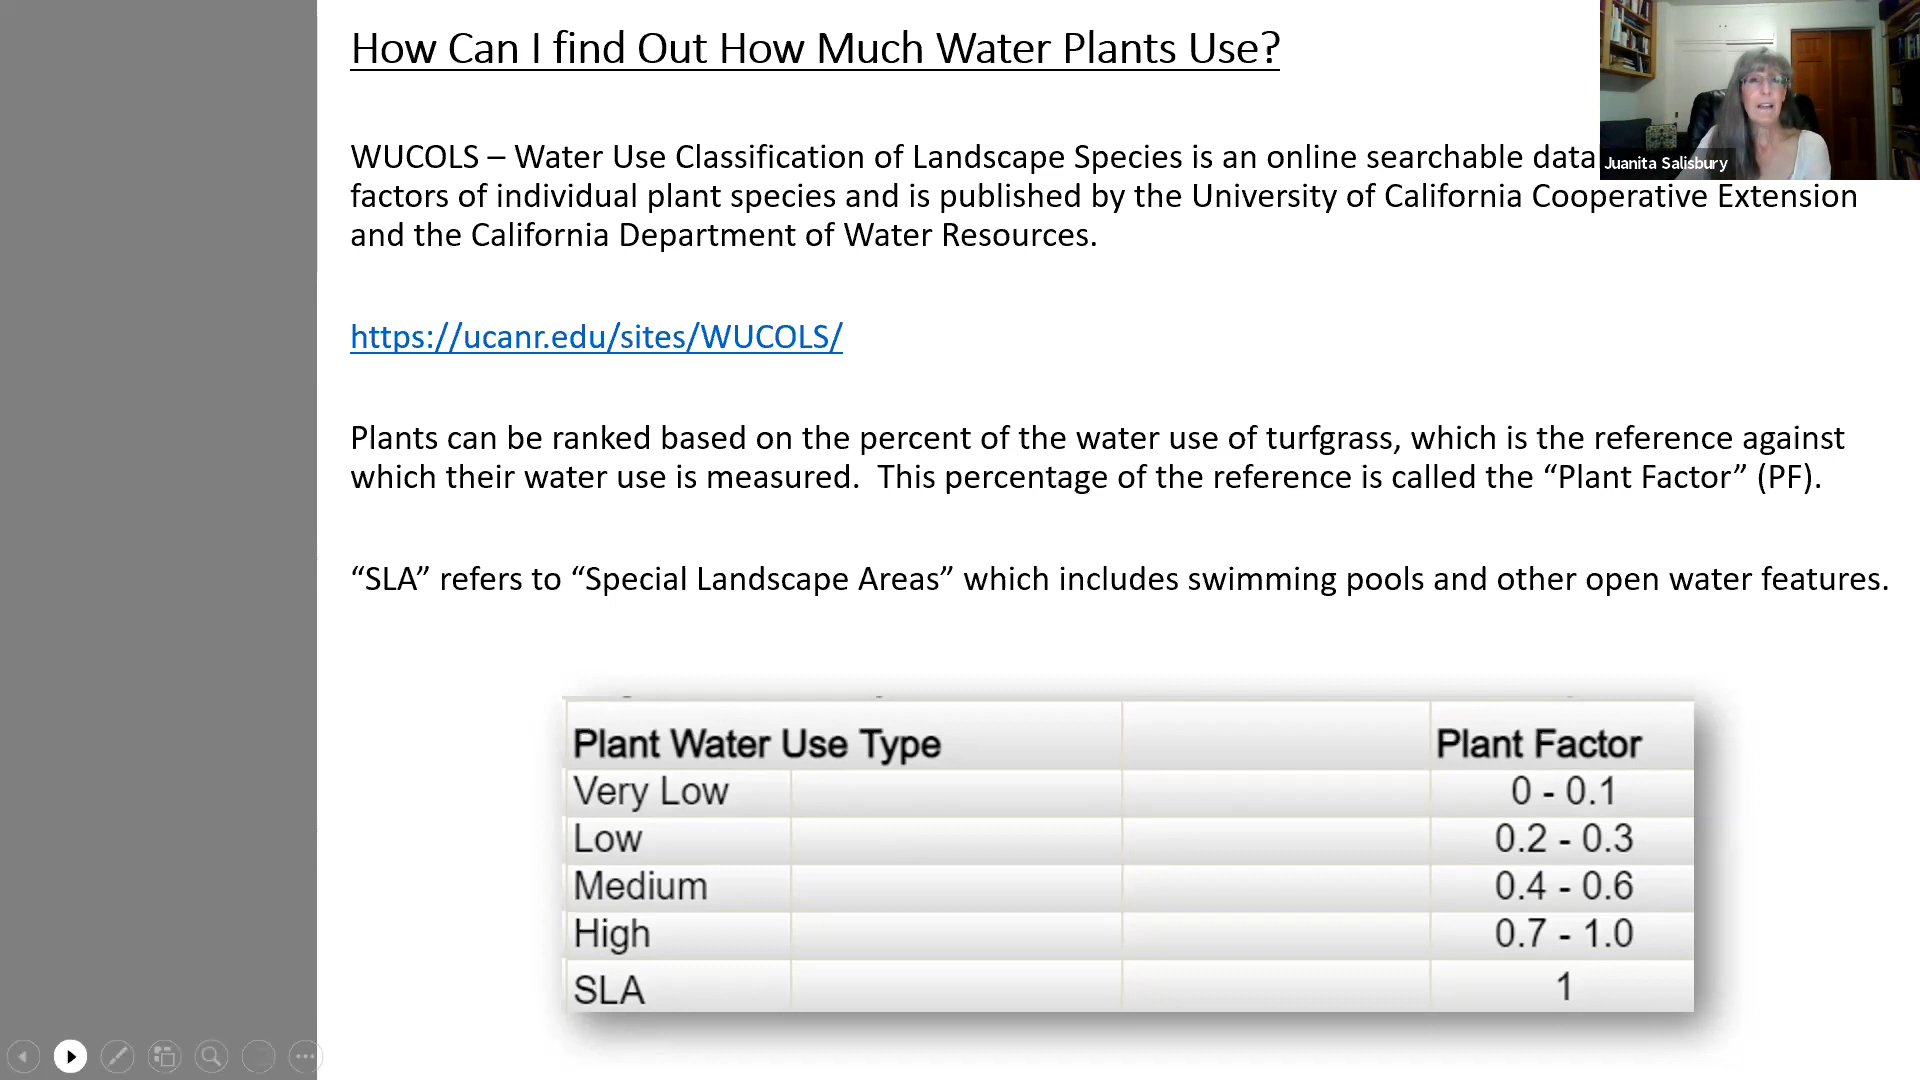 How Can I find Out How Much Water Plants Use?
WUCOLS – Water Use Classification of Landscape Species is an online searchable data
factors of individual plant species and is published by the University of California Cooperative Extension
and the California Department of Water Resources.
https://ucanr.edu/sites/WUCOLS/
Plants can be ranked based on the percent of the water use of turfgrass, which is the reference against
which their water use is measured.  This percentage of the reference is called the “Plant Factor” (PF).
“SLA” refers to “Special Landscape Areas” which includes swimming pools and other open water features.
Plant Water Use Type Plant Factor
Very Low 0 - 0.1
Low 0.2 - 0.3
Medium 0.4 - 0.6
High 0.7 - 1.0
SLA 1
Juanita Salisbury